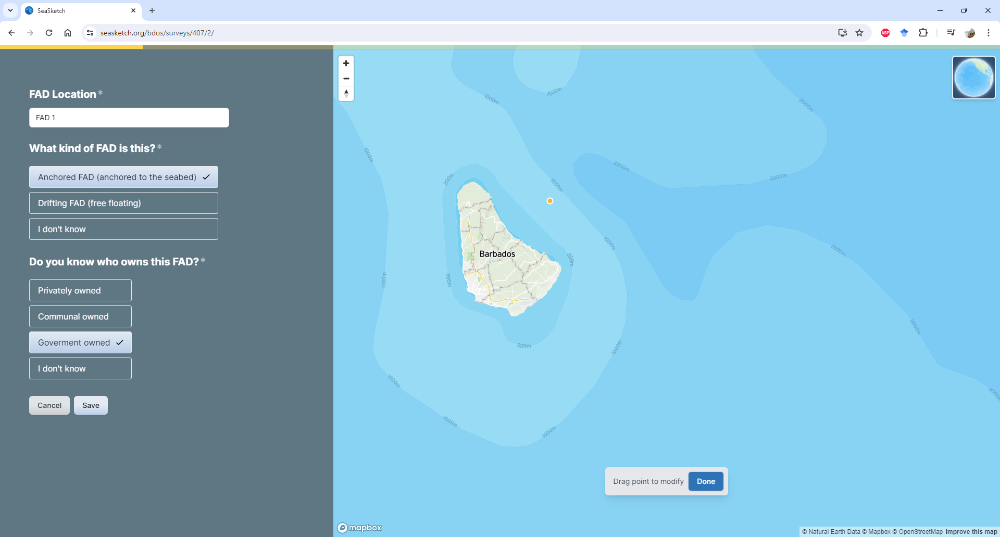 SeaSketch
seasketch.org/bdos/surveys/407/2/
ABP
FAD Location*
FAD 1
What kind of FAD is this?*
Anchored FAD (anchored to the seabed)
Drifting FAD (free floating)
I don't know
Do you know who owns this FAD?*
Privately owned
Communal owned
Goverment owned
I don't know
Cancel
Save
1000m
2000m
1000m
2000m
2000m
200m
1000m
1000m
2000m
Barbados
200m
200m
1000m
2000m
200m
1000m
1000m
2000m
1000m
1000m
Drag point to modify
Done
mapbox
© Natural Earth Data © Mapbox © OpenStreetMap Improve this map